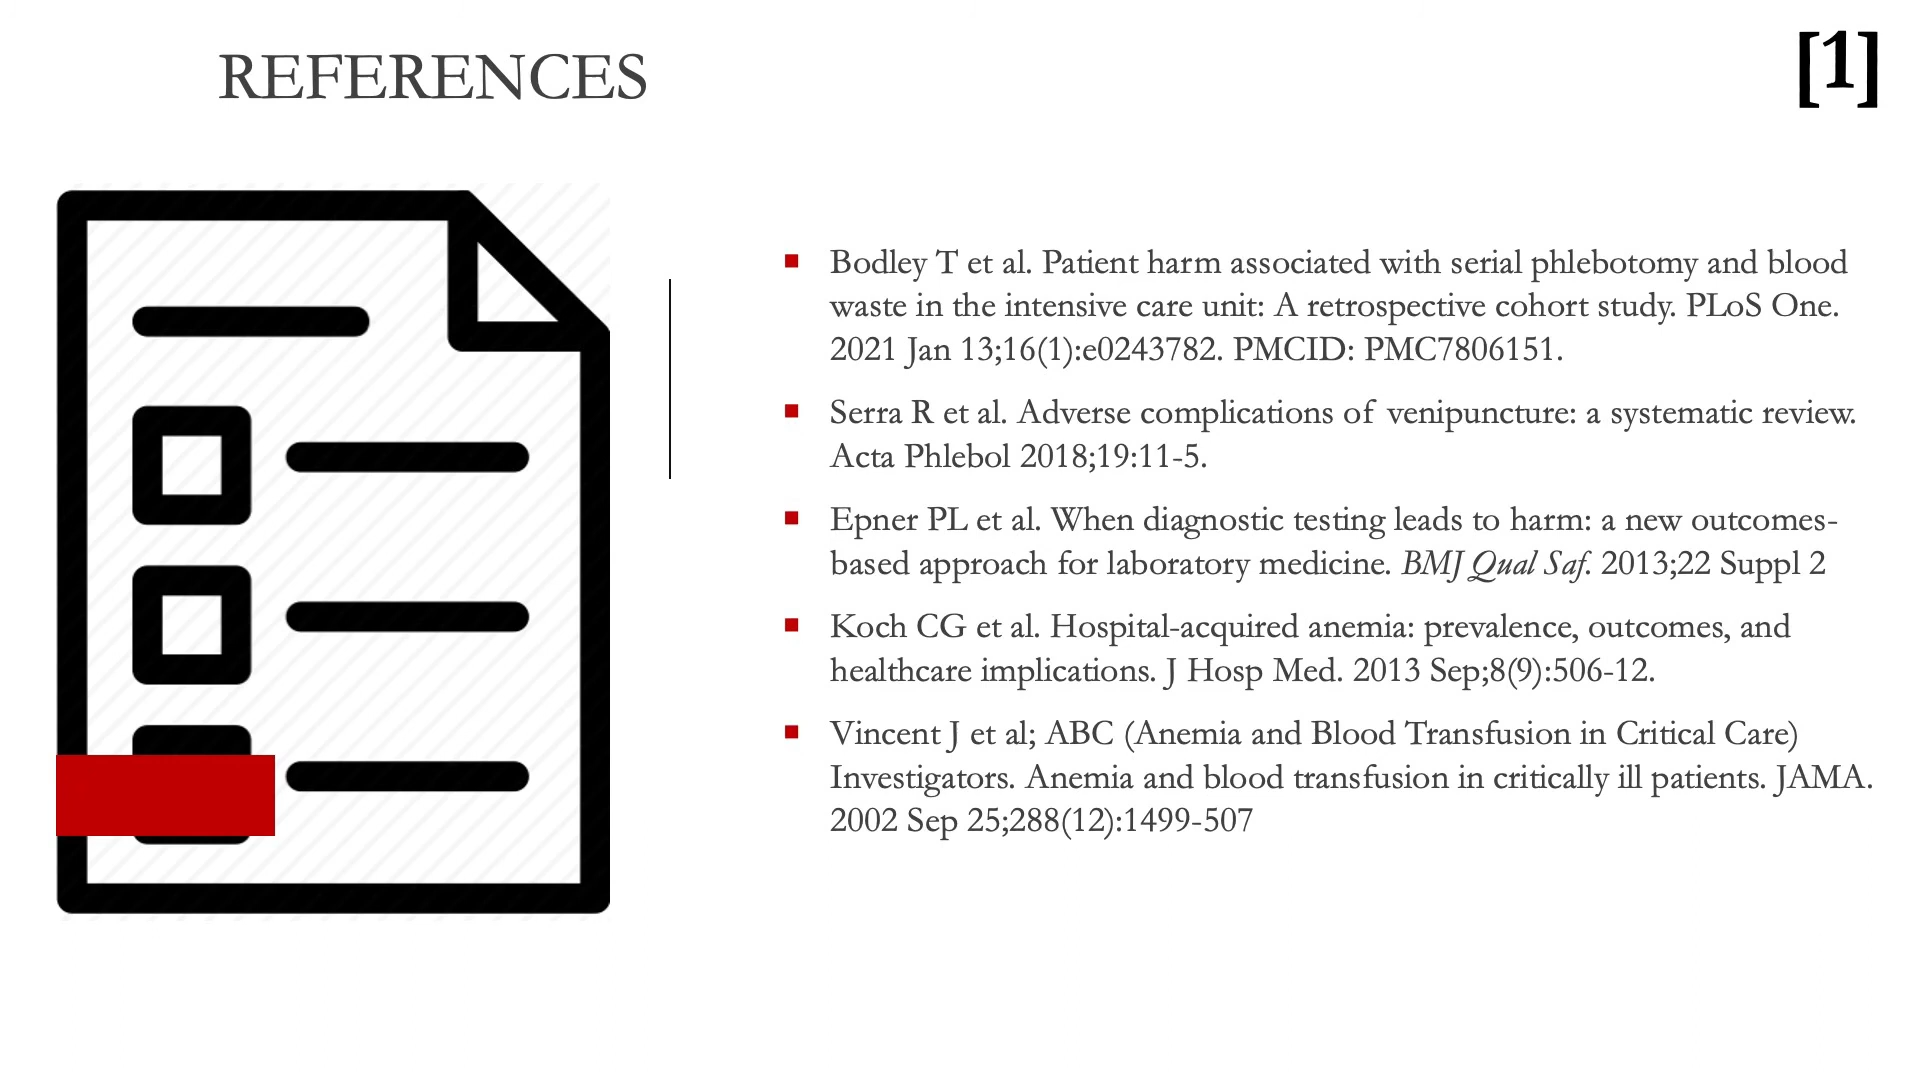 REFERENCES
[1]
Bodley T et al. Patient harm associated with serial phlebotomy and blood
waste in the intensive care unit: A retrospective cohort study. PLoS One.
2021 Jan 13;16(1):e0243782. PMCID: PMC7806151.
Serra R et al. Adverse complications of venipuncture: a systematic review.
Acta Phlebol 2018;19:11-5.
Epner PL et al. When diagnostic testing leads to harm: a new outcomes-
based approach for laboratory medicine. BMJ Qual Saf. 2013;22 Suppl 2
Koch CG et al. Hospital-acquired anemia: prevalence, outcomes, and
healthcare implications. J Hosp Med. 2013 Sep;8(9):506-12.
Vincent J et al; ABC (Anemia and Blood Transfusion in Critical Care)
Investigators. Anemia and blood transfusion in critically ill patients. JAMA.
2002 Sep 25;288(12):1499-507